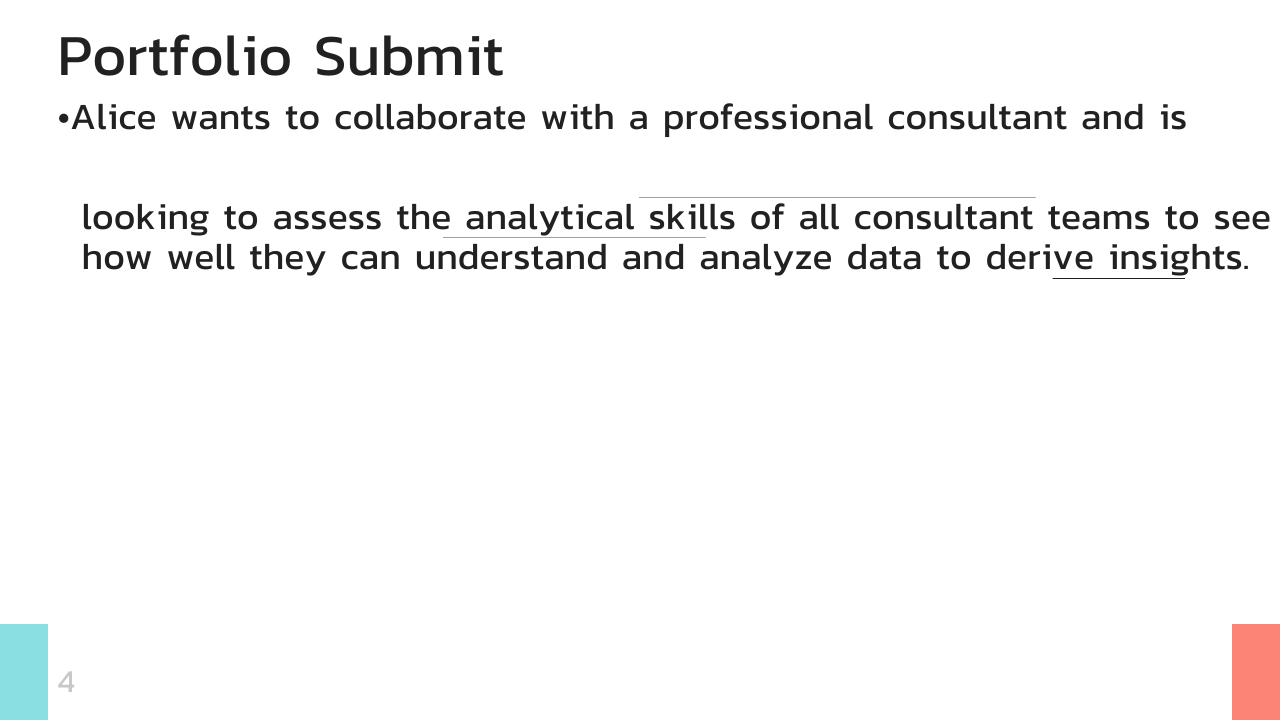 Portfolio Submit
•Alice wants to collaborate with a professional consultant and is
looking to assess the analytical skills of all consultant teams to see
how well they can understand and analyze data to derive insights.
4